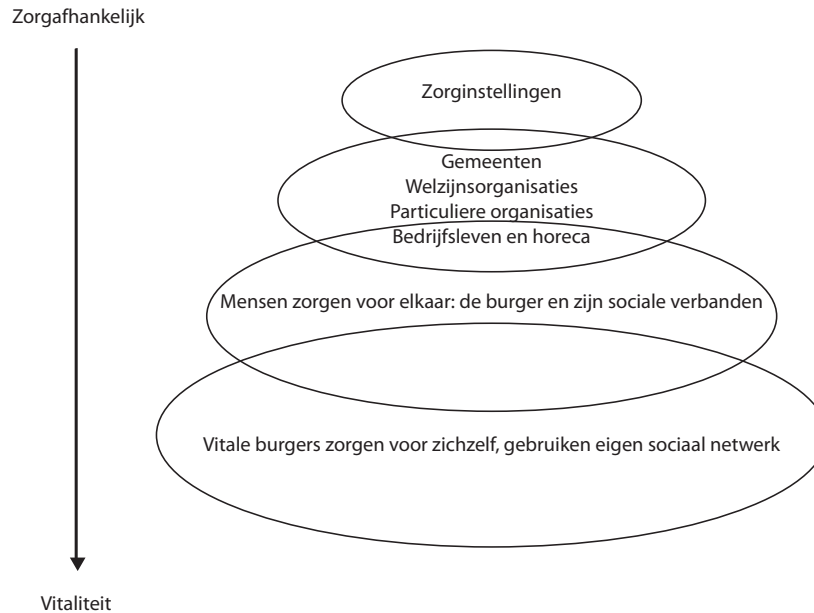 Zorgafhankelijk
Zorginstellingen
Gemeenten
Welzijnsorganisaties
Particuliere organisaties
Bedrijfsleven en horeca
Mensen zorgen voor elkaar: de burger en zijn sociale verbanden
Vitale burgers zorgen voor zichzelf, gebruiken eigen sociaal netwerk
Vitaliteit